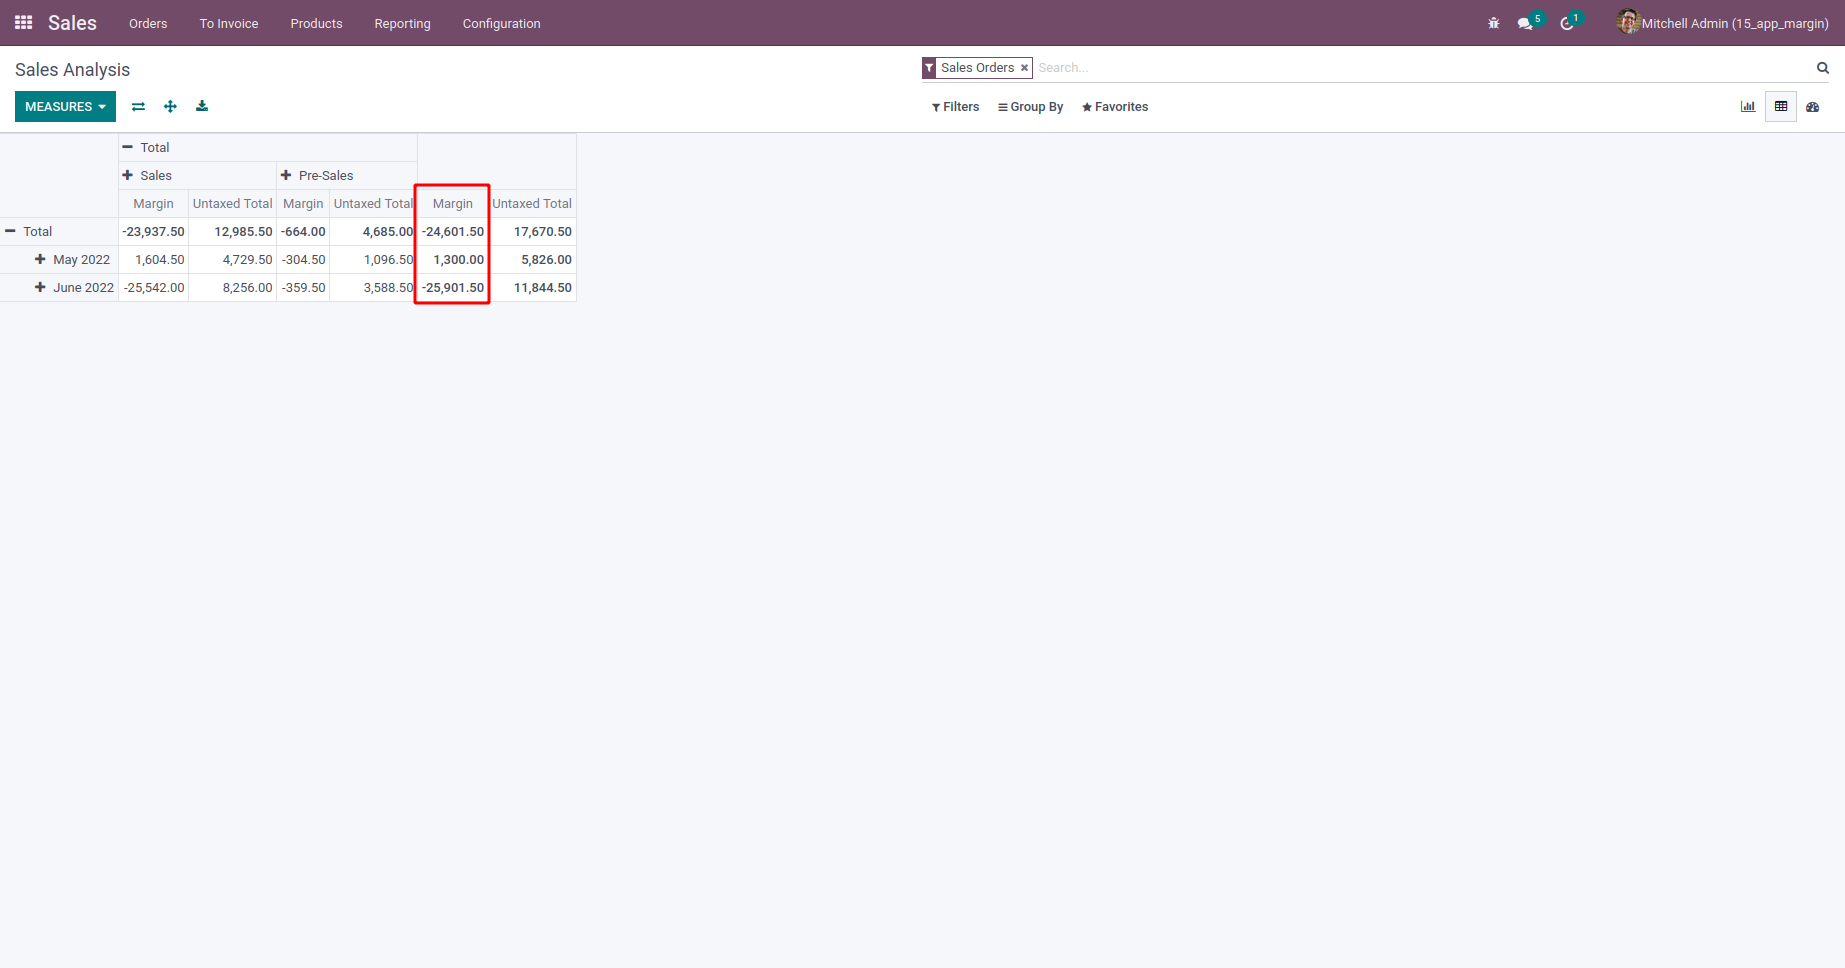 Sales Orders To Invoice Products Reporting Configuration 5 1 Mitchell Admin (15_app_margin)
Sales Analysis Sales Orders Search...
MEASURES Filters Group By Favorites
Total
Sales Pre-Sales
Margin Untaxed Total Margin Untaxed Total Margin Untaxed Total
Total -23,937.50 12,985.50 -664.00 4,685.00 -24,601.50 17,670.50
May 2022 1,604.50 4,729.50 -304.50 1,096.50 1,300.00 5,826.00
June 2022 -25,542.00 8,256.00 -359.50 3,588.50 -25,901.50 11,844.50